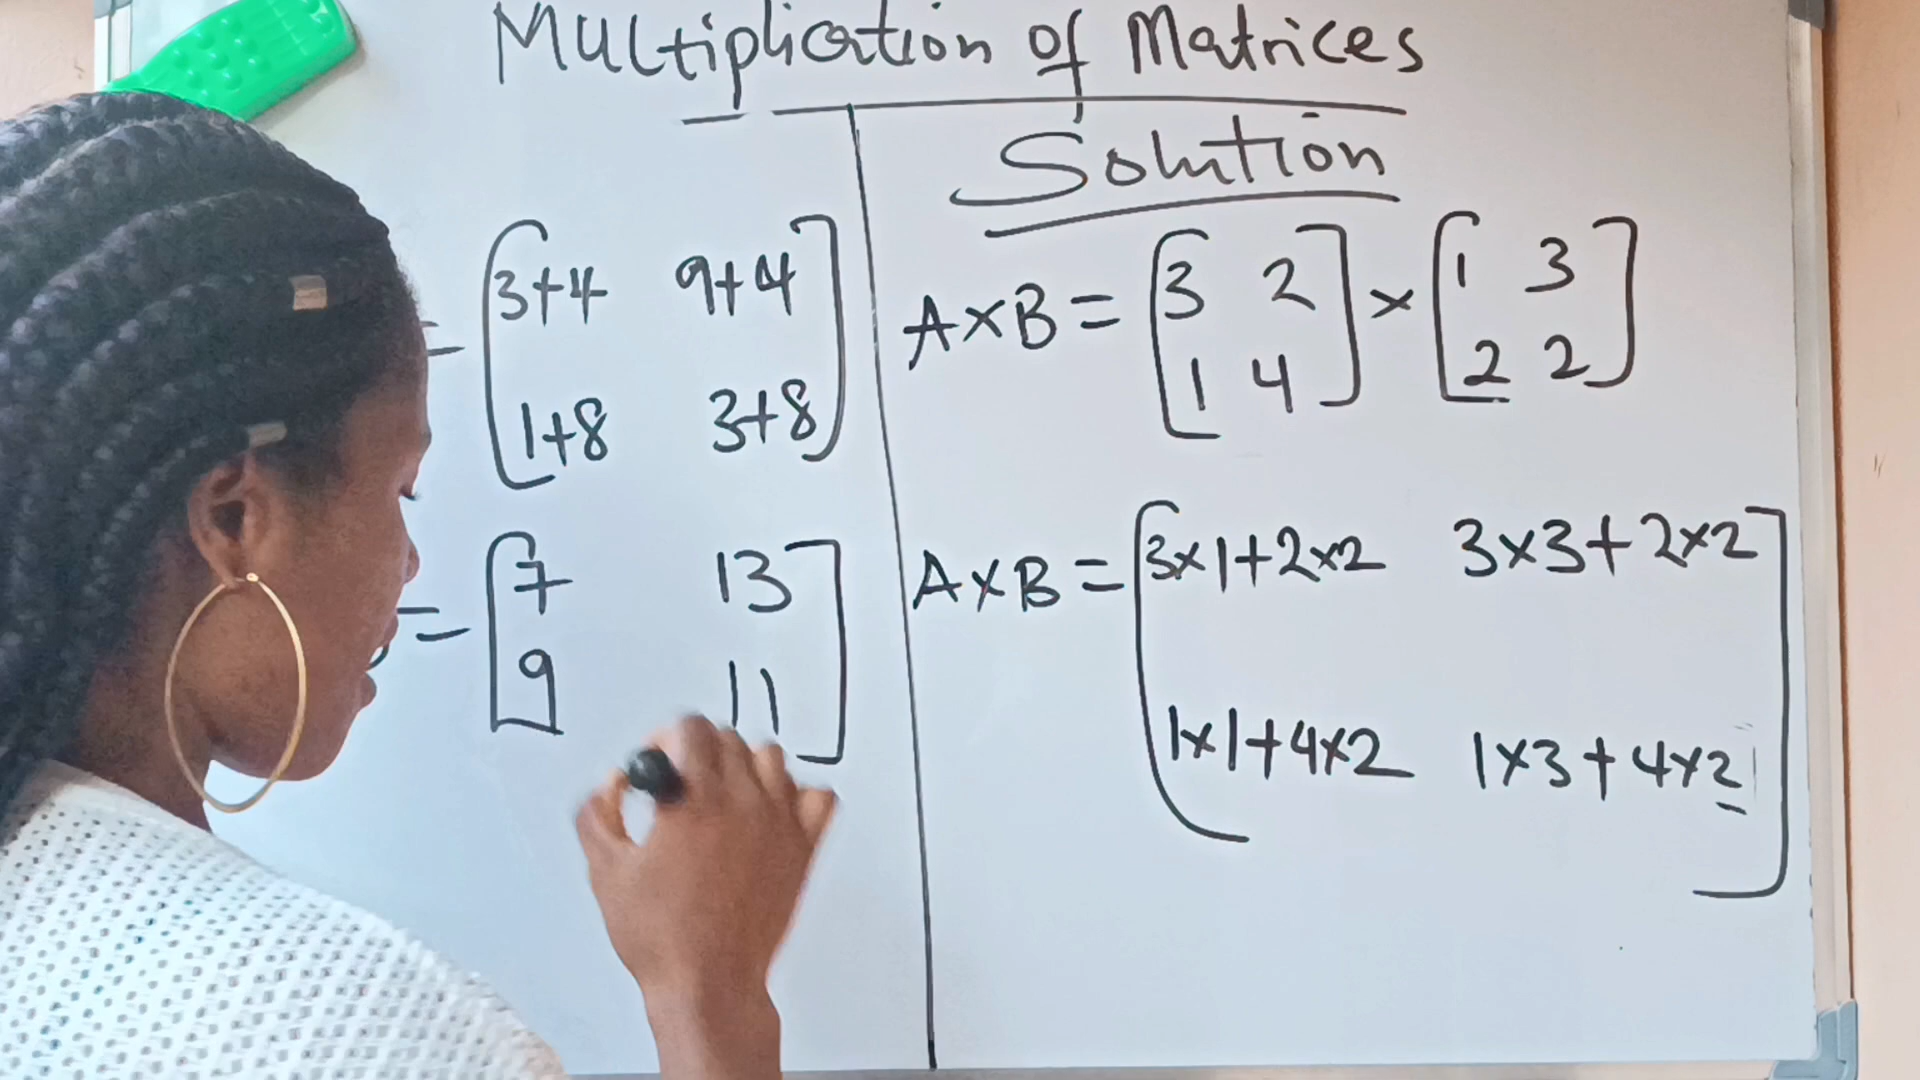 Multiplication of Matrices
Solution
A×B = [3 2] × [1 3]
[1 4] [2 2]
A×B = [3×1+2×2 3×3+2×2]
[1×1+4×2 1×3+4×2]
= [3+4 9+4]
[1+8 3+8]
= [7 13]
[9 11]